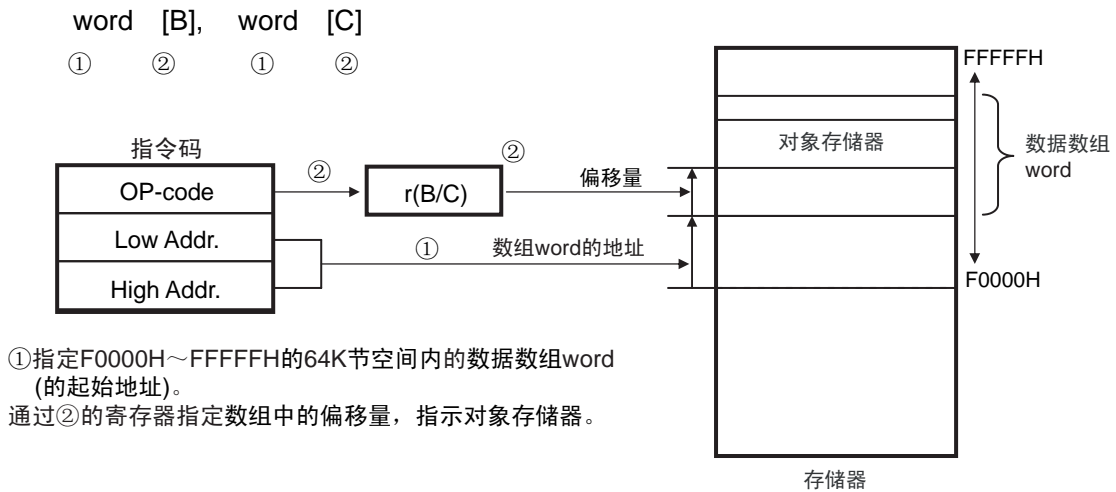 word [B], word [C]
① ② ① ②
FFFFFH
对象存储器
数据数组
word
指令码
②
②
OP-code
r(B/C)
偏移量
Low Addr.
①
数组word的地址
High Addr.
F0000H
①指定F0000H～FFFFFH的64K节空间内的数据数组word
(的起始地址)。
通过②的寄存器指定数组中的偏移量，指示对象存储器。
存储器